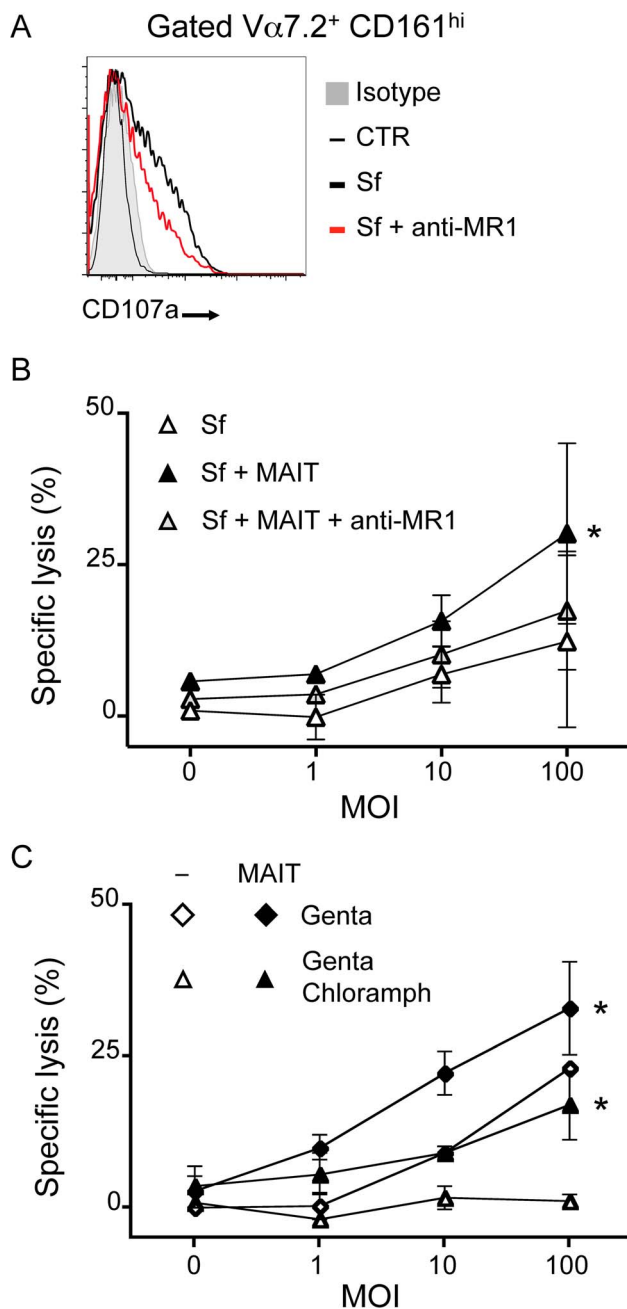 A
Gated Vα7.2+ CD161hi
Isotype
CTR
Sf
Sf + anti-MR1
CD107a
B
50
25
0
Specific lysis (%)
Sf
Sf + MAIT
Sf + MAIT + anti-MR1
*
0 1 10 100
MOI
C
– MAIT
Genta
Genta
Chloramph
50
25
0
Specific lysis (%)
*
*
0 1 10 100
MOI